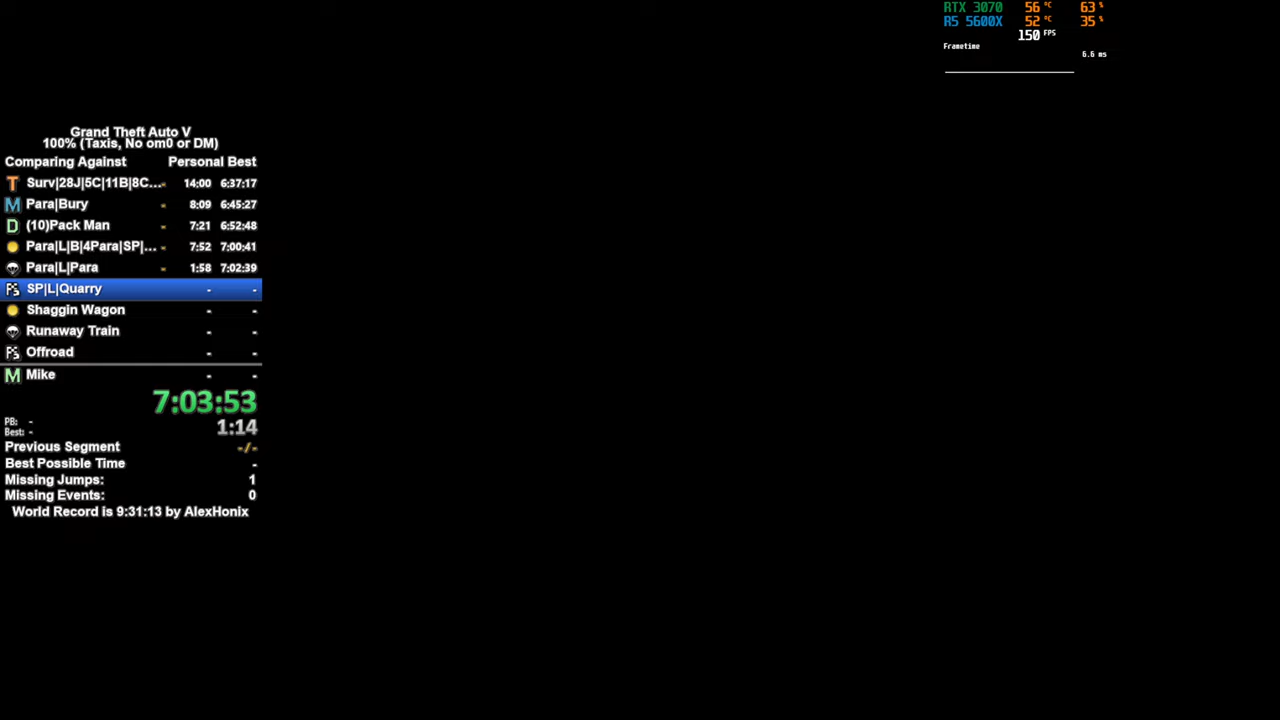 RTX 3070 56 °C 63 %
R5 5600X 52 °C 35 %
150 FPS
Frametime
6.6 ms
Grand Theft Auto V
100% (Taxis, No om0 or DM)
Comparing Against Personal Best
T Surv|28J|5C|11B|8C... - 14:00 6:37:17
M Para|Bury - 8:09 6:45:27
D (10)Pack Man - 7:21 6:52:48
Para|L|B|4Para|SP|... - 7:52 7:00:41
Para|L|Para - 1:58 7:02:39
SP|L|Quarry - -
Shaggin Wagon - -
Runaway Train - -
Offroad - -
M Mike - -
7:03:53
PB: -
Best: -
1:14
Previous Segment -/-
Best Possible Time -
Missing Jumps: 1
Missing Events: 0
World Record is 9:31:13 by AlexHonix